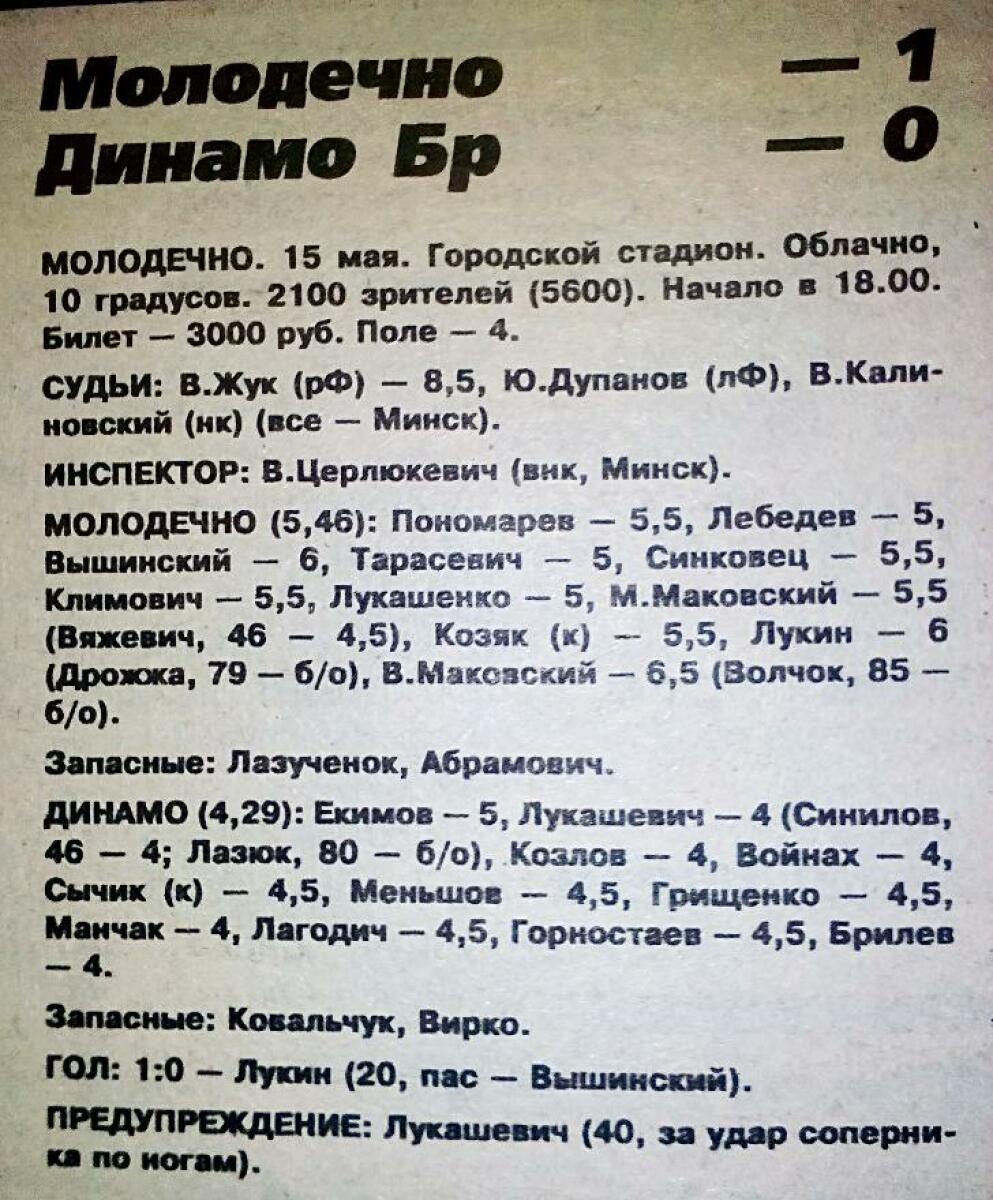 Молодечно — 1
Динамо Бр — 0
МОЛОДЕЧНО. 15 мая. Городской стадион. Облачно,
10 градусов. 2100 зрителей (5600). Начало в 18.00.
Билет — 3000 руб. Поле — 4.
СУДЬИ: В.Жук (рФ) — 8,5, Ю.Дупанов (лФ), В.Кали-
новский (нк) (все — Минск).
ИНСПЕКТОР: В.Церлюкевич (внк, Минск).
МОЛОДЕЧНО (5,46): Пономарев — 5,5, Лебедев — 5,
Вышинский — 6, Тарасевич — 5, Синковец — 5,5,
Климович — 5,5, Лукашенко — 5, М.Маковский — 5,5
(Вяжевич, 46 — 4,5), Козяк (к) — 5,5, Лукин — 6
(Дрожжа, 79 — б/о), В.Маковский — 6,5 (Волчок, 85 —
б/о).
Запасные: Лазученок, Абрамович.
ДИНАМО (4,29): Екимов — 5, Лукашевич — 4 (Синилов,
46 — 4; Лазюк, 80 — б/о), Козлов — 4, Войнах — 4,
Сычик (к) — 4,5, Меньшов — 4,5, Грищенко — 4,5,
Манчак — 4, Лагодич — 4,5, Горностаев — 4,5, Брилев
— 4.
Запасные: Ковальчук, Вирко.
ГОЛ: 1:0 — Лукин (20, пас — Вышинский).
ПРЕДУПРЕЖДЕНИЕ: Лукашевич (40, за удар соперни-
ка по ногам).